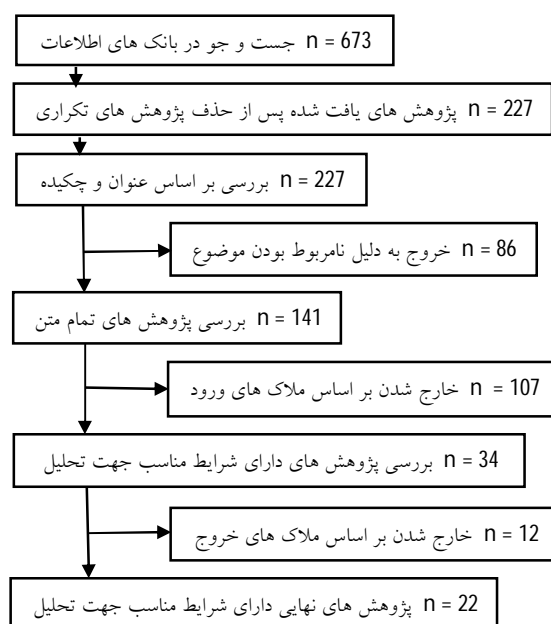 جست و جو در بانک های اطلاعات n = 673
پژوهش های یافت شده پس از حذف پژوهش های تکراری n = 227
بررسی بر اساس عنوان و چکیده n = 227
خروج به دلیل نامربوط بودن موضوع n = 86
بررسی پژوهش های تمام متن n = 141
خارج شدن بر اساس ملاک های ورود n = 107
بررسی پژوهش های دارای شرایط مناسب جهت تحلیل n = 34
خارج شدن بر اساس ملاک های خروج n = 12
پژوهش های نهایی دارای شرایط مناسب جهت تحلیل n = 22